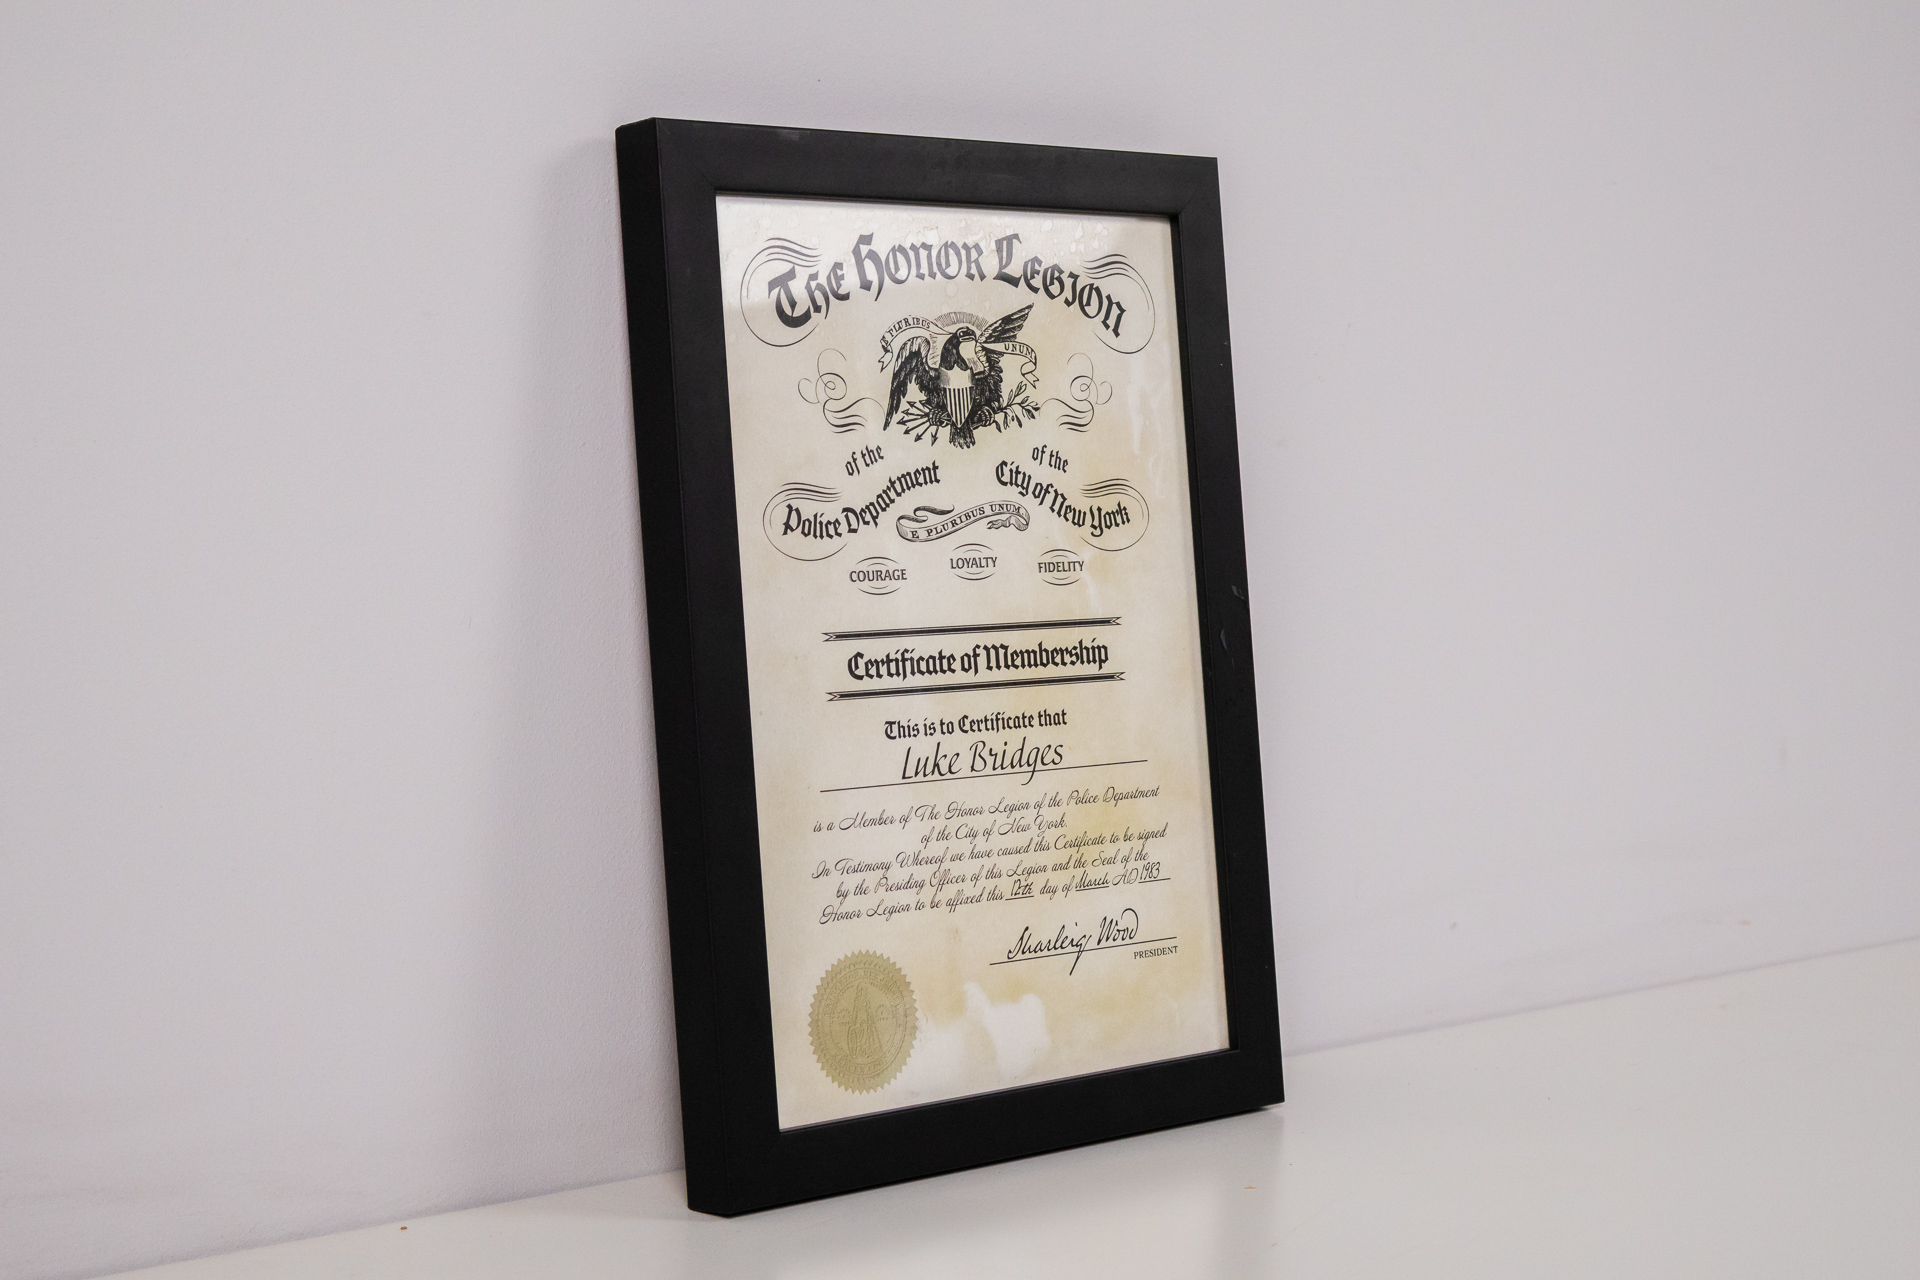 The Honor Legion
E PLURIBUS UNUM
of the
Police Department
of the
City of New York
E PLURIBUS UNUM
COURAGE
LOYALTY
FIDELITY
Certificate of Membership
This is to Certificate that
Luke Bridges
is a Member of The Honor Legion of the Police Department
of the City of New York.
In Testimony Whereof we have caused this Certificate to be signed
by the Presiding Officer of this Legion and the Seal of the
Honor Legion to be affixed this 12th day of March AD 1983
Sharleig Wood
PRESIDENT